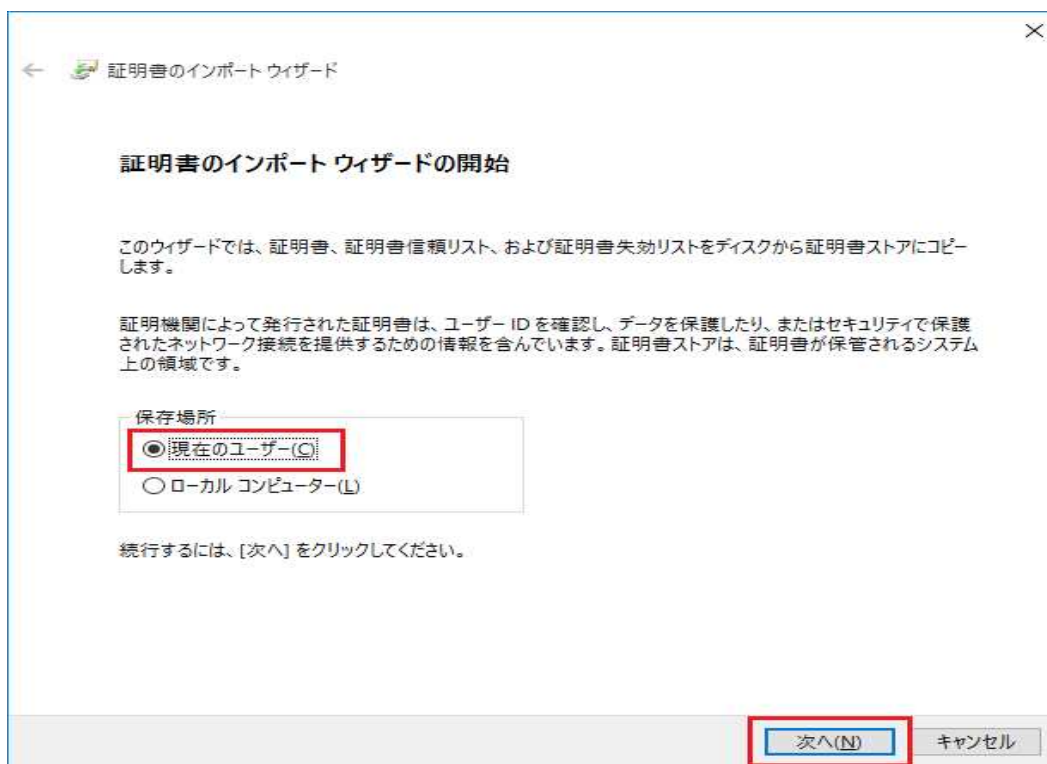 証明書のインポート ウィザード
証明書のインポート ウィザードの開始
このウィザードでは、証明書、証明書信頼リスト、および証明書失効リストをディスクから証明書ストアにコピー
します。
証明機関によって発行された証明書は、ユーザー ID を確認し、データを保護したり、またはセキュリティで保護
されたネットワーク接続を提供するための情報を含んでいます。証明書ストアは、証明書が保管されるシステム
上の領域です。
保存場所
現在のユーザー(C)
ローカル コンピューター(L)
続行するには、[次へ] をクリックしてください。
次へ(N) キャンセル